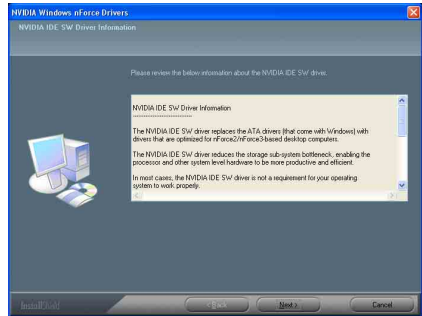 NVIDIA Windows nForce Drivers
NVIDIA IDE SW Driver Information
Please review the below information about the NVIDIA IDE SW driver.
NVIDIA IDE SW Driver Information
----------------------------
The NVIDIA IDE SW driver replaces the ATA drivers (that come with Windows) with
drivers that are optimized for nForce2/nForce3-based desktop computers.
The NVIDIA IDE SW driver reduces the storage sub-system bottleneck, enabling the
processor and other system level hardware to be more productive and efficient.
In most cases, the NVIDIA IDE SW driver is not a requirement for your operating
system to work properly.
InstallShield
< Back
Next >
Cancel